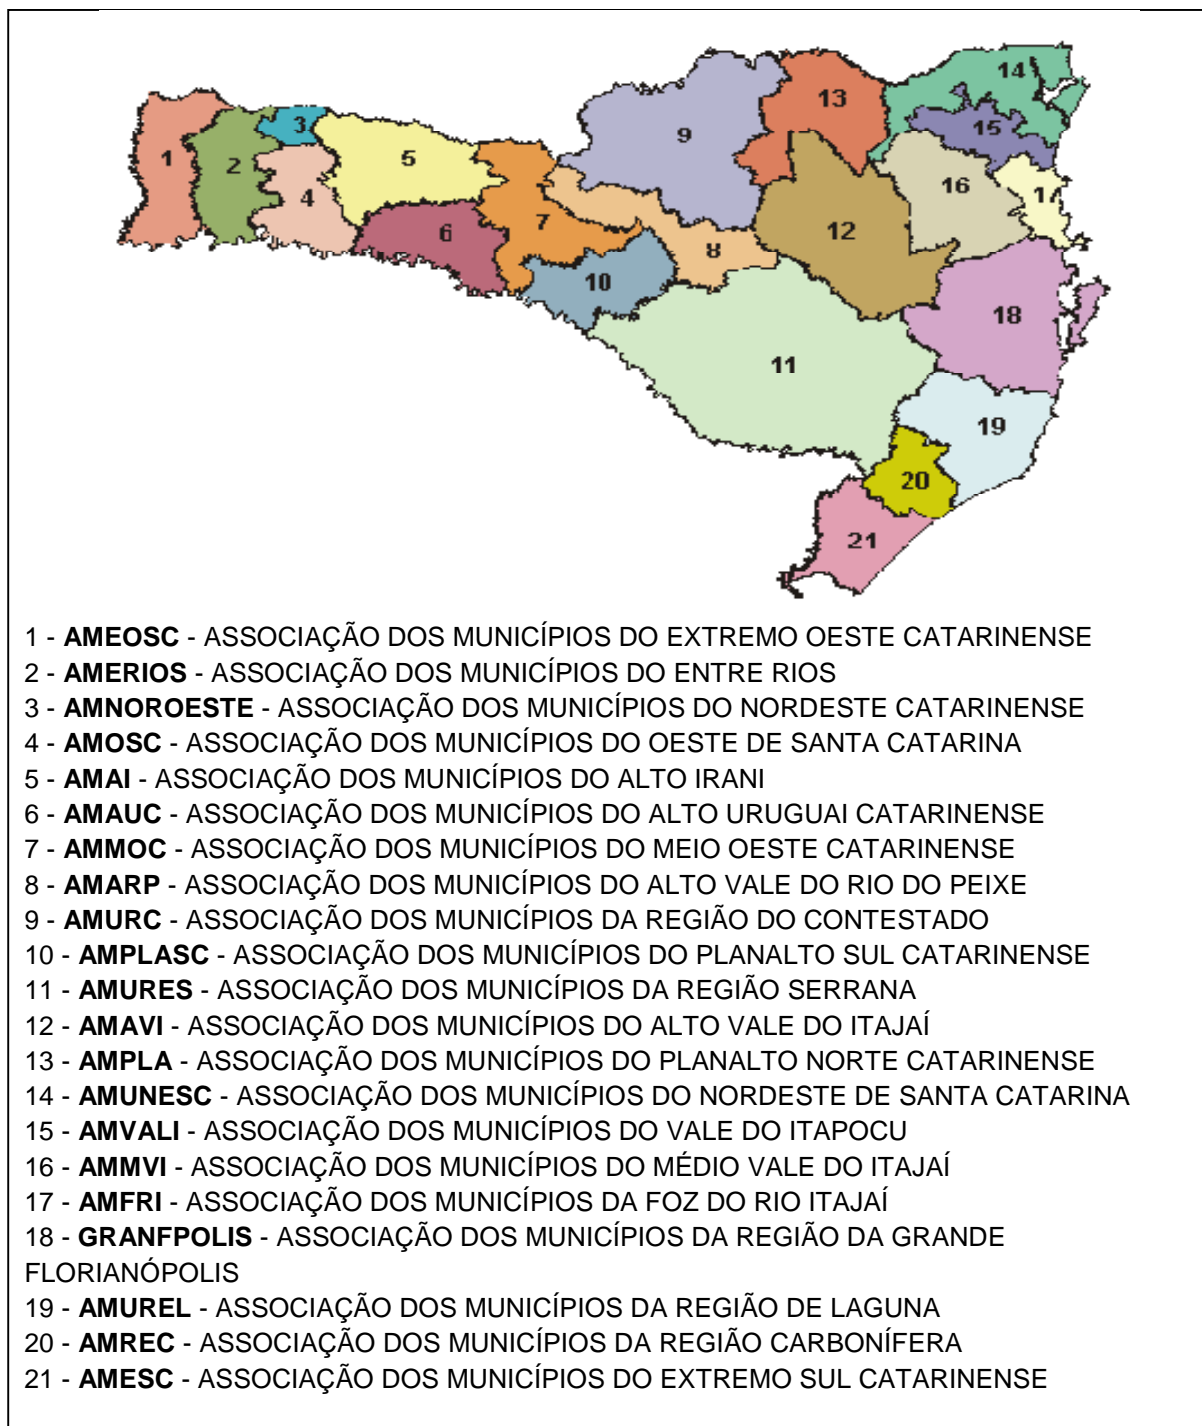 14
13
9
15
3
5
1
2
16
4
17
6
7
12
8
10
18
11
19
20
21
1 - AMEOSC - ASSOCIAÇÃO DOS MUNICÍPIOS DO EXTREMO OESTE CATARINENSE
2 - AMERIOS - ASSOCIAÇÃO DOS MUNICÍPIOS DO ENTRE RIOS
3 - AMNOROESTE - ASSOCIAÇÃO DOS MUNICÍPIOS DO NORDESTE CATARINENSE
4 - AMOSC - ASSOCIAÇÃO DOS MUNICÍPIOS DO OESTE DE SANTA CATARINA
5 - AMAI - ASSOCIAÇÃO DOS MUNICÍPIOS DO ALTO IRANI
6 - AMAUC - ASSOCIAÇÃO DOS MUNICÍPIOS DO ALTO URUGUAI CATARINENSE
7 - AMMOC - ASSOCIAÇÃO DOS MUNICÍPIOS DO MEIO OESTE CATARINENSE
8 - AMARP - ASSOCIAÇÃO DOS MUNICÍPIOS DO ALTO VALE DO RIO DO PEIXE
9 - AMURC - ASSOCIAÇÃO DOS MUNICÍPIOS DA REGIÃO DO CONTESTADO
10 - AMPLASC - ASSOCIAÇÃO DOS MUNICÍPIOS DO PLANALTO SUL CATARINENSE
11 - AMURES - ASSOCIAÇÃO DOS MUNICÍPIOS DA REGIÃO SERRANA
12 - AMAVI - ASSOCIAÇÃO DOS MUNICÍPIOS DO ALTO VALE DO ITAJAÍ
13 - AMPLA - ASSOCIAÇÃO DOS MUNICÍPIOS DO PLANALTO NORTE CATARINENSE
14 - AMUNESC - ASSOCIAÇÃO DOS MUNICÍPIOS DO NORDESTE DE SANTA CATARINA
15 - AMVALI - ASSOCIAÇÃO DOS MUNICÍPIOS DO VALE DO ITAPOCU
16 - AMMVI - ASSOCIAÇÃO DOS MUNICÍPIOS DO MÉDIO VALE DO ITAJAÍ
17 - AMFRI - ASSOCIAÇÃO DOS MUNICÍPIOS DA FOZ DO RIO ITAJAÍ
18 - GRANFPOLIS - ASSOCIAÇÃO DOS MUNICÍPIOS DA REGIÃO DA GRANDE
FLORIANÓPOLIS
19 - AMUREL - ASSOCIAÇÃO DOS MUNICÍPIOS DA REGIÃO DE LAGUNA
20 - AMREC - ASSOCIAÇÃO DOS MUNICÍPIOS DA REGIÃO CARBONÍFERA
21 - AMESC - ASSOCIAÇÃO DOS MUNICÍPIOS DO EXTREMO SUL CATARINENSE